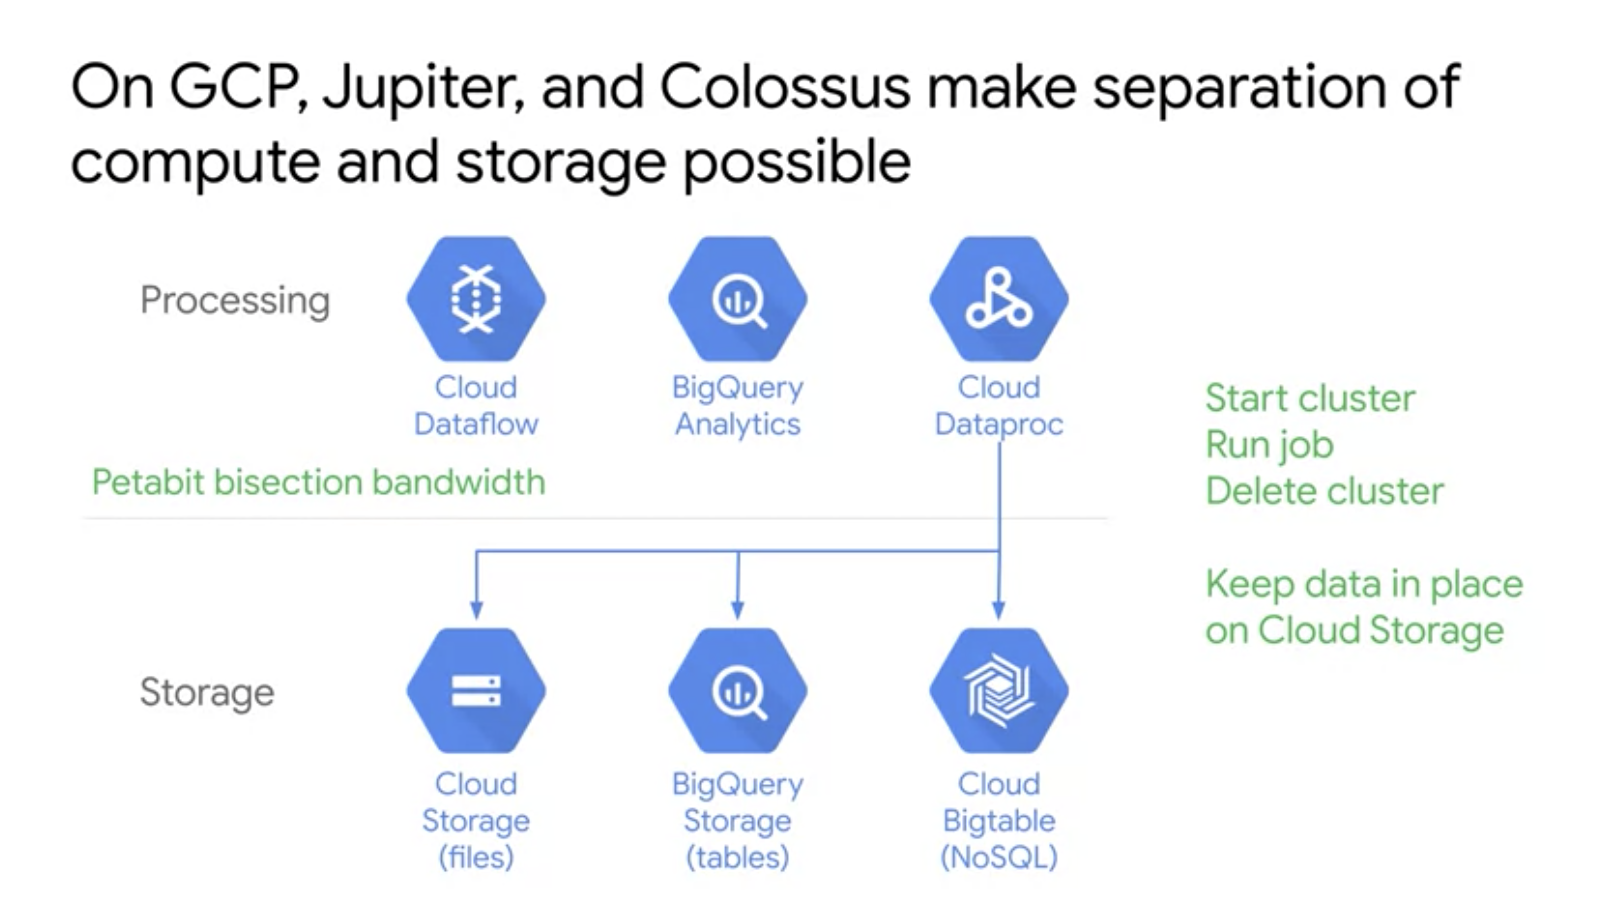 On GCP, Jupiter, and Colossus make separation of
compute and storage possible
Processing
Cloud
Dataflow
BigQuery
Analytics
Cloud
Dataproc
Petabit bisection bandwidth
Start cluster
Run job
Delete cluster
Keep data in place
on Cloud Storage
Storage
Cloud
Storage
(files)
BigQuery
Storage
(tables)
Cloud
Bigtable
(NoSQL)